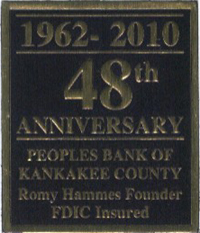 1962- 2010
48th
ANNIVERSARY
PEOPLES BANK OF
KANKAKEE COUNTY
Romy Hammes Founder
FDIC Insured